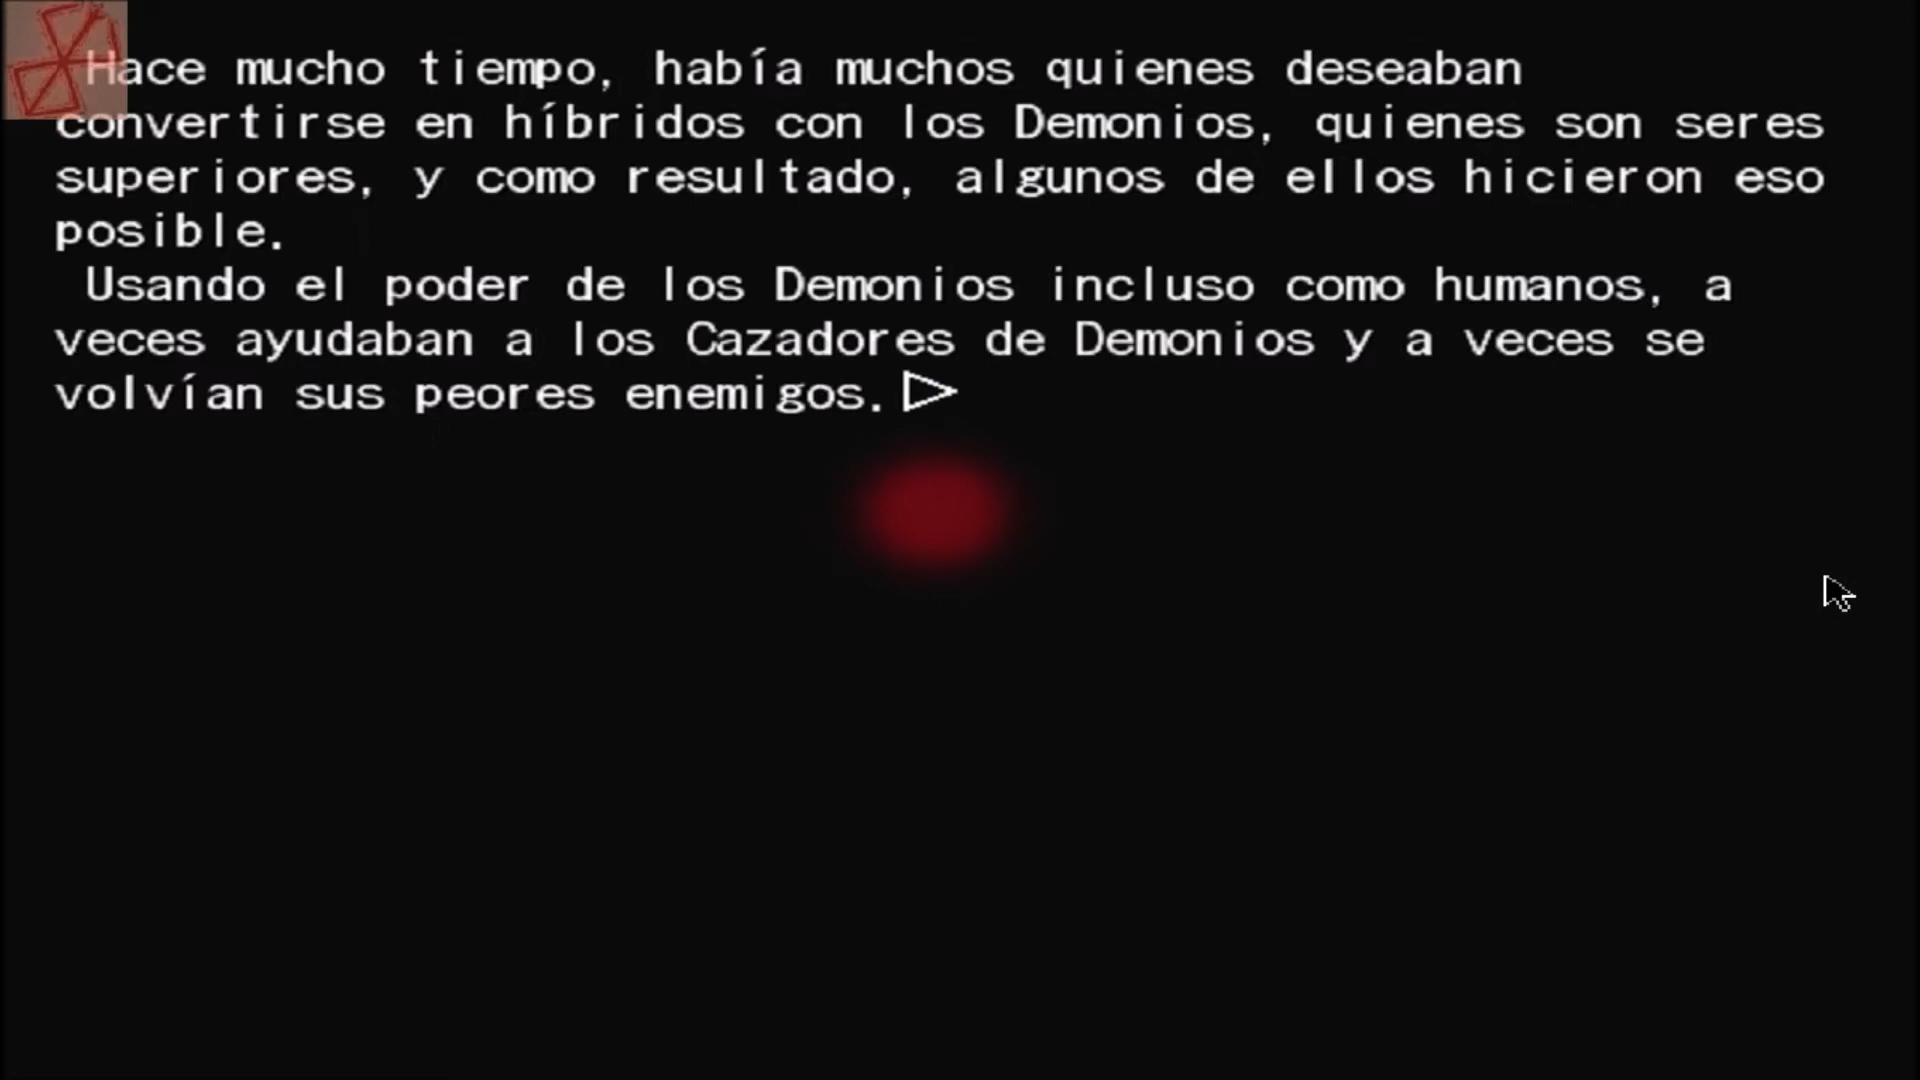 Hace mucho tiempo, había muchos quienes deseaban
convertirse en híbridos con los Demonios, quienes son seres
superiores, y como resultado, algunos de ellos hicieron eso
posible.
Usando el poder de los Demonios incluso como humanos, a
veces ayudaban a los Cazadores de Demonios y a veces se
volvían sus peores enemigos.